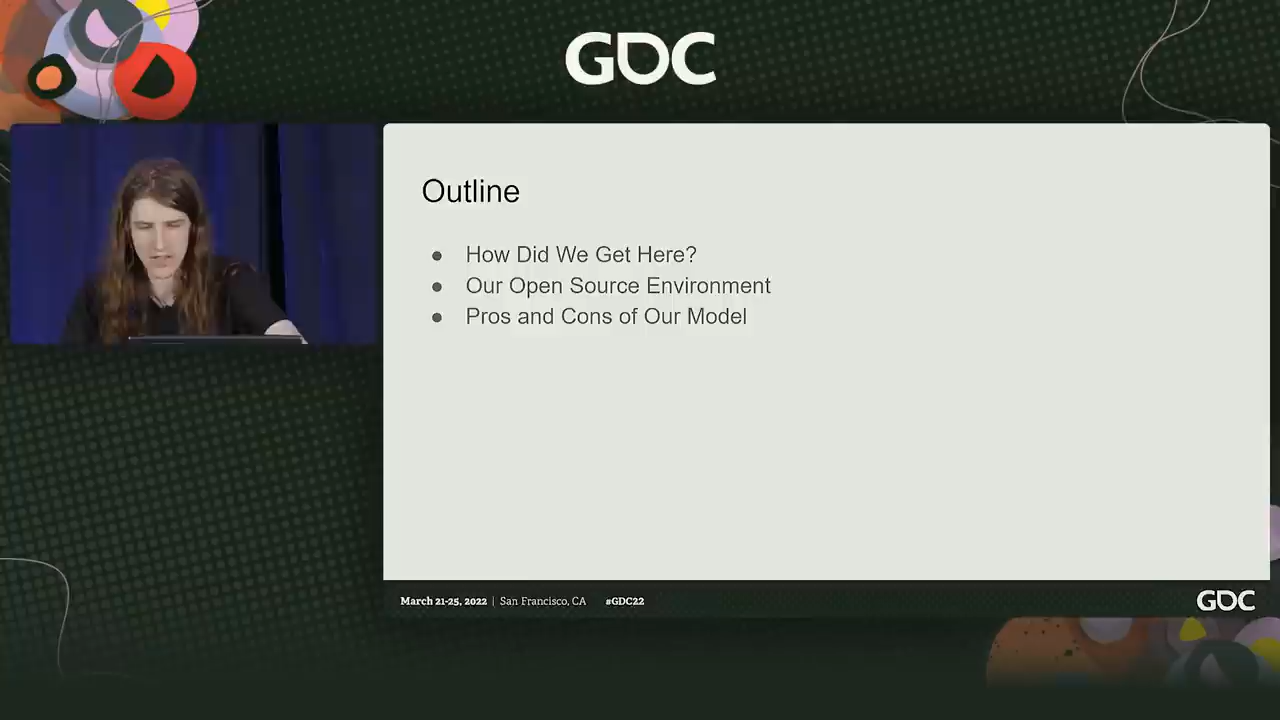 GDC
Outline
● How Did We Get Here?
● Our Open Source Environment
● Pros and Cons of Our Model
March 21-25, 2022 | San Francisco, CA #GDC22
GDC